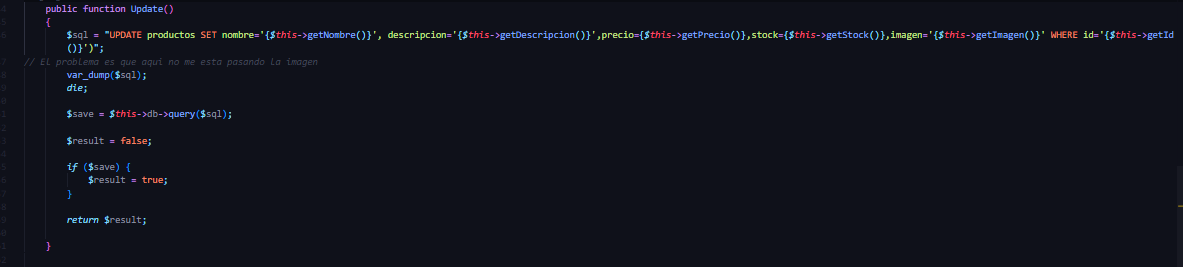 public function Update()
{
$sql = "UPDATE productos SET nombre='{$this->getNombre()}', descripcion='{$this->getDescripcion()}',precio={$this->getPrecio()},stock={$this->getStock()},imagen='{$this->getImagen()}' WHERE id='{$this->getId
()}')";
// El problema es que aqui no me esta pasando la imagen
var_dump($sql);
die;
$save = $this->db->query($sql);
$result = false;
if ($save) {
$result = true;
}
return $result;
}